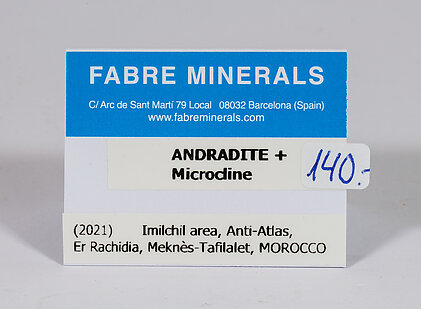 FABRE MINERALS
C/ Arc de Sant Martí 79 Local 08032 Barcelona (Spain)
www.fabreminerals.com
ANDRADITE +
Microcline
140.-
(2021) Imilchil area, Anti-Atlas,
Er Rachidia, Meknès-Tafilalet, MOROCCO